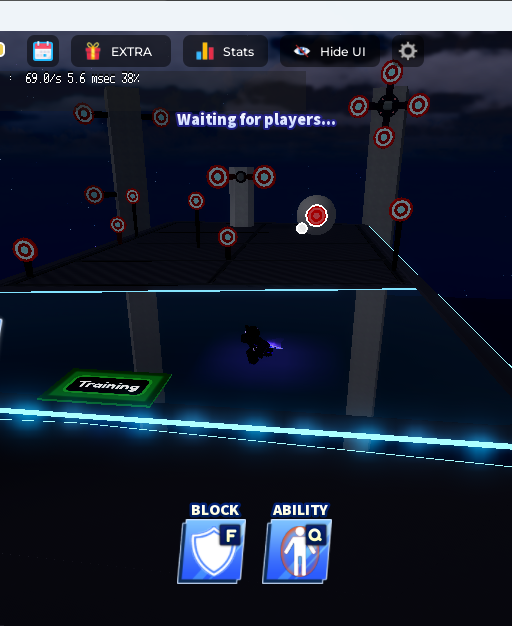 EXTRA
Stats
Hide UI
: 69.0/s 5.6 msec 38%
Waiting for players...
Training
BLOCK
ABILITY
F
Q